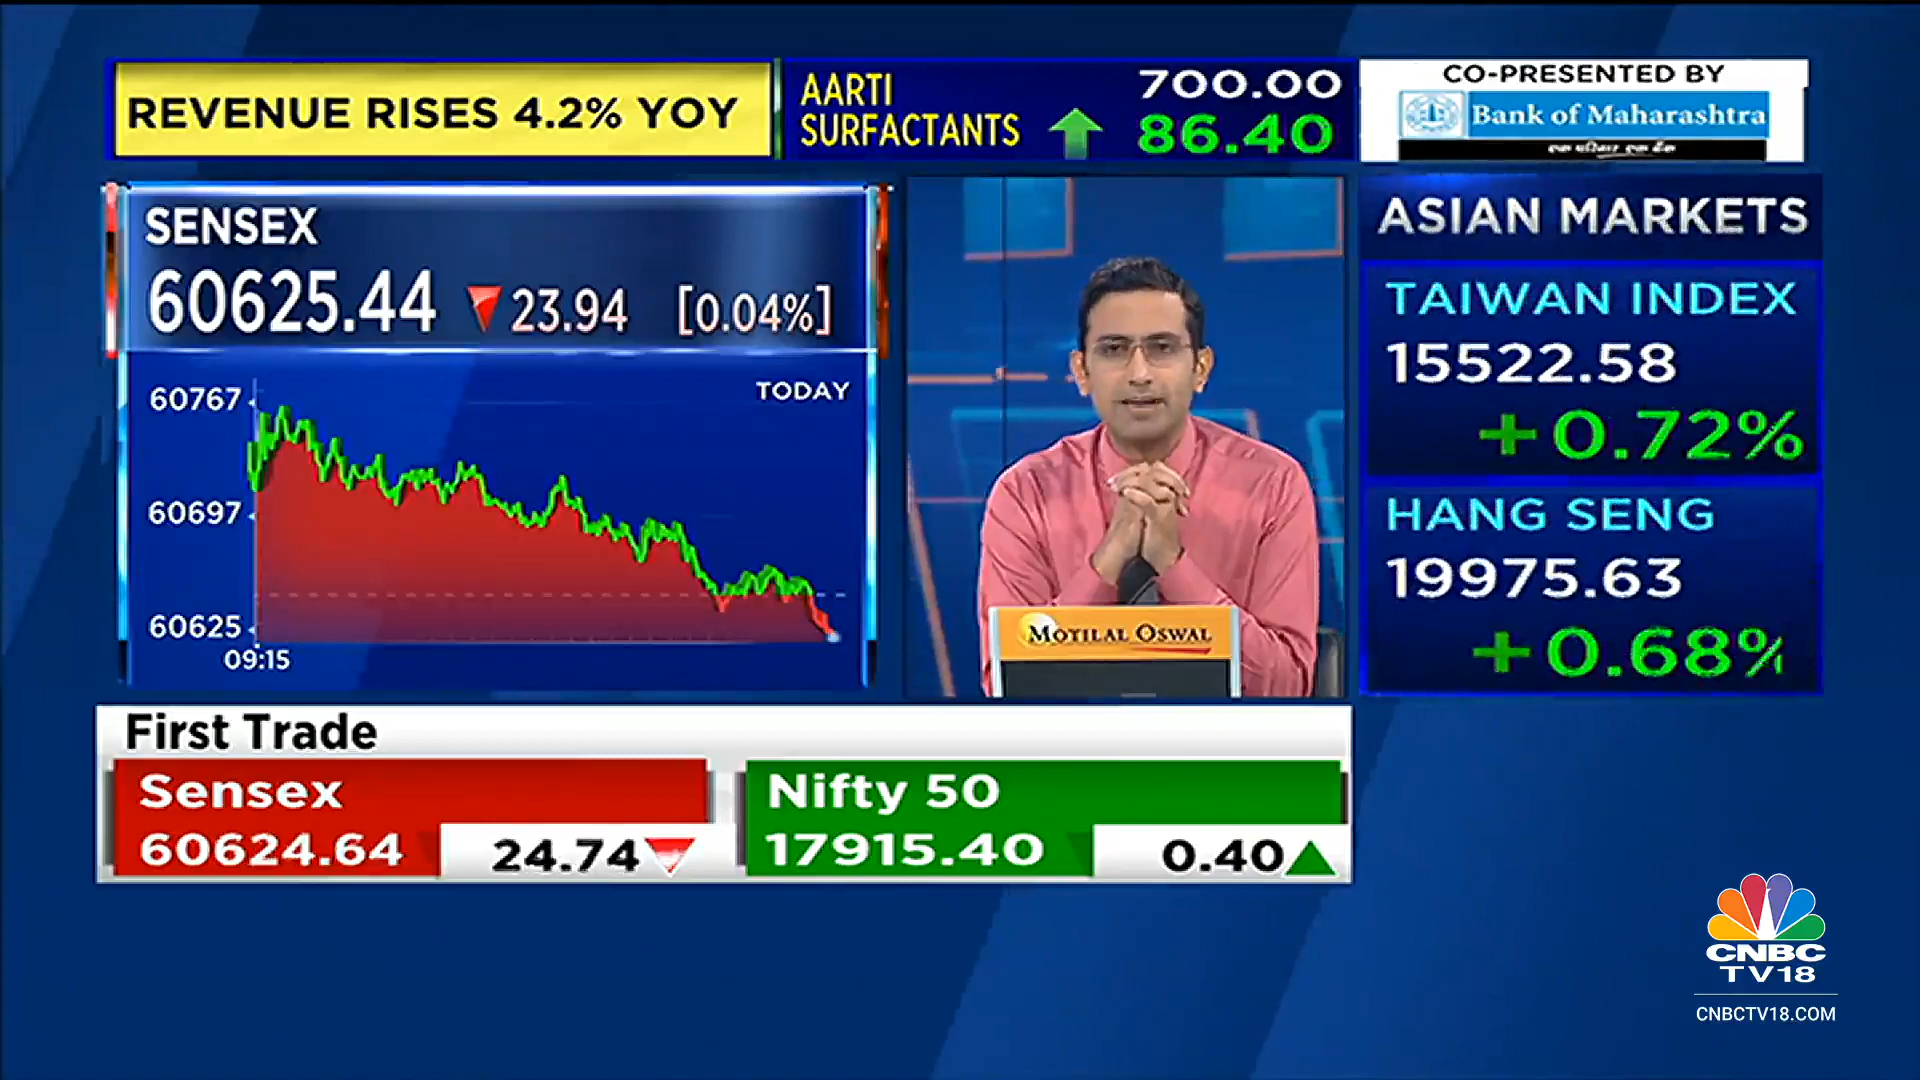 REVENUE RISES 4.2% YOY
AARTI
SURFACTANTS
700.00
86.40
CO-PRESENTED BY
Bank of Maharashtra
एक परिवार एक बैंक
SENSEX
60625.44 23.94 [0.04%]
TODAY
60767
60697
60625
09:15
MOTILAL OSWAL
ASIAN MARKETS
TAIWAN INDEX
15522.58
+0.72%
HANG SENG
19975.63
+0.68%
First Trade
Sensex
60624.64 24.74
Nifty 50
17915.40 0.40
CNBC
TV18
CNBCTV18.COM